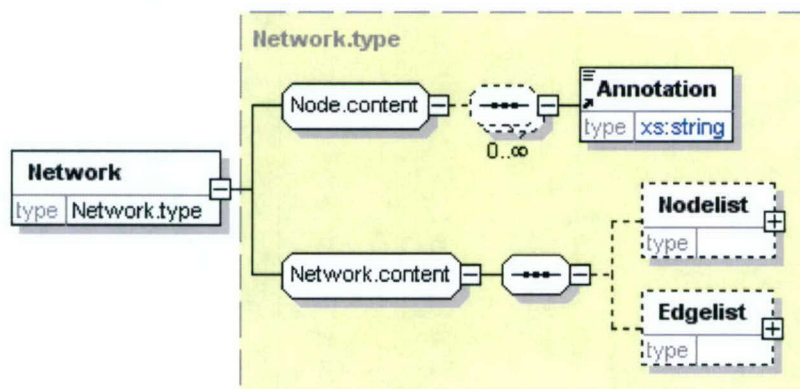 Network.type
Node.content
Annotation
type xs:string
0..∞
Network
type Network.type
Nodelist
type
Network.content
Edgelist
type